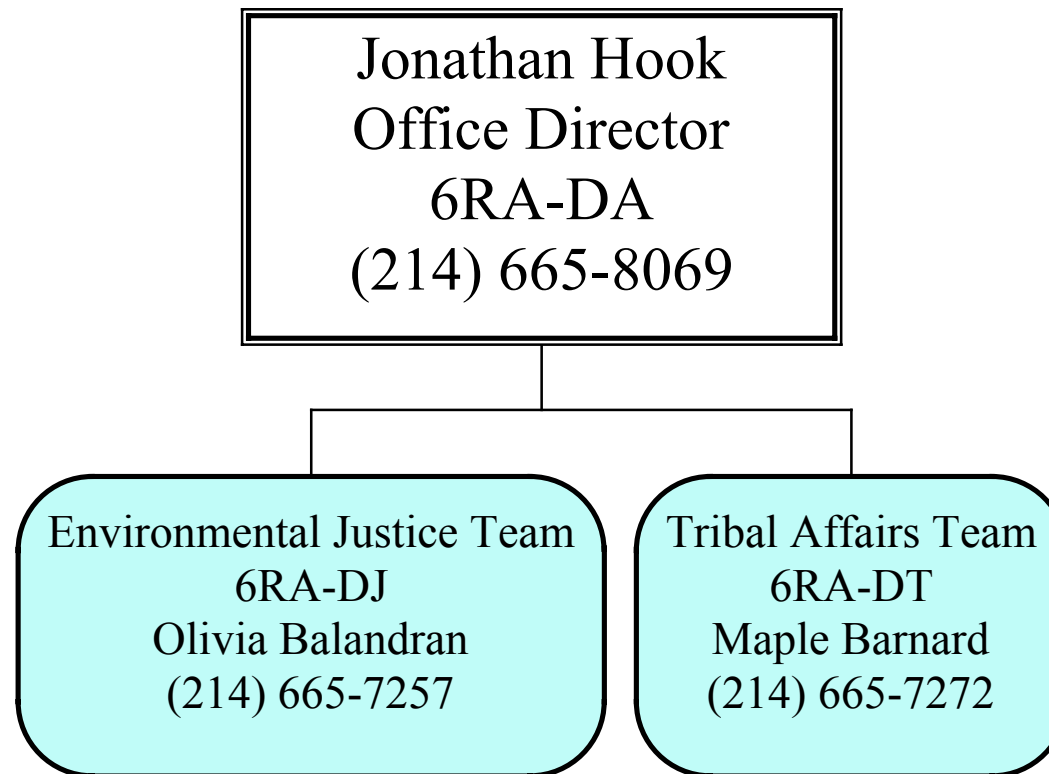 Jonathan Hook
Office Director
6RA-DA
(214) 665-8069
Environmental Justice Team
6RA-DJ
Olivia Balandran
(214) 665-7257
Tribal Affairs Team
6RA-DT
Maple Barnard
(214) 665-7272